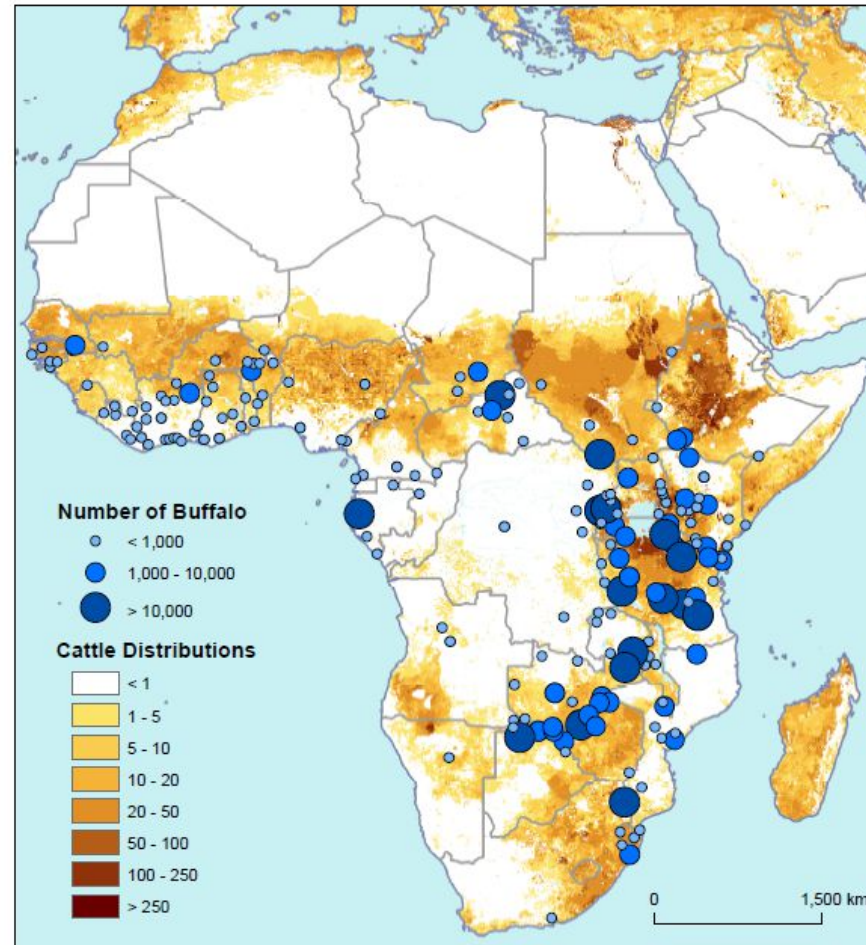 Number of Buffalo
< 1,000
1,000 - 10,000
> 10,000
Cattle Distributions
< 1
1 - 5
5 - 10
10 - 20
20 - 50
50 - 100
100 - 250
> 250
0 1,500 km